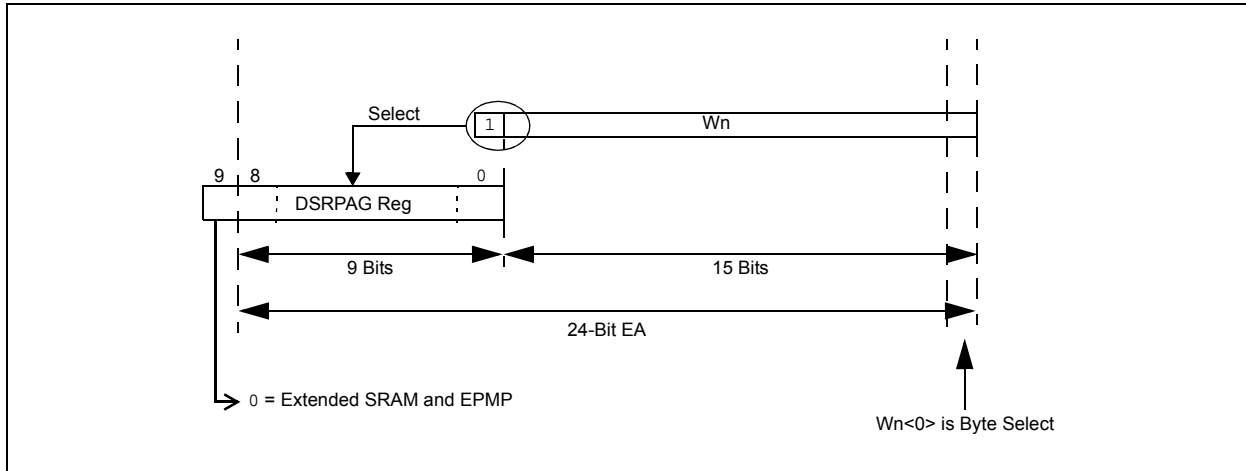 Select
1
Wn
9 8 0
DSRPAG Reg
9 Bits
15 Bits
24-Bit EA
0 = Extended SRAM and EPMP
Wn<0> is Byte Select